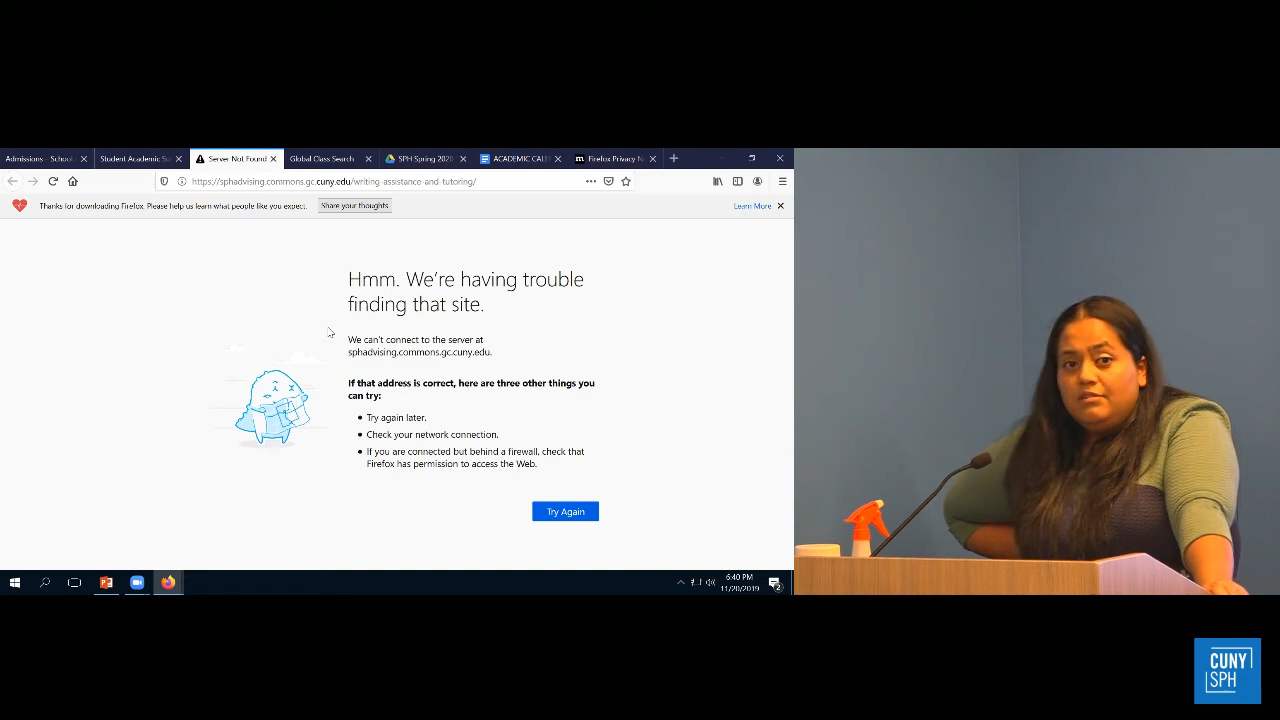 Admissions – School
Student Academic Su
Server Not Found
Global Class Search
SPH Spring 2020
ACADEMIC CALE
Firefox Privacy N
https://sphadvising.commons.gc.cuny.edu/writing-assistance-and-tutoring/
Thanks for downloading Firefox. Please help us learn what people like you expect.
Share your thoughts
Learn More
Hmm. We're having trouble
finding that site.
We can't connect to the server at
sphadvising.commons.gc.cuny.edu.
If that address is correct, here are three other things you
can try:
Try again later.
Check your network connection.
If you are connected but behind a firewall, check that
Firefox has permission to access the Web.
Try Again
6:40 PM
11/20/2019
2
CUNY
SPH